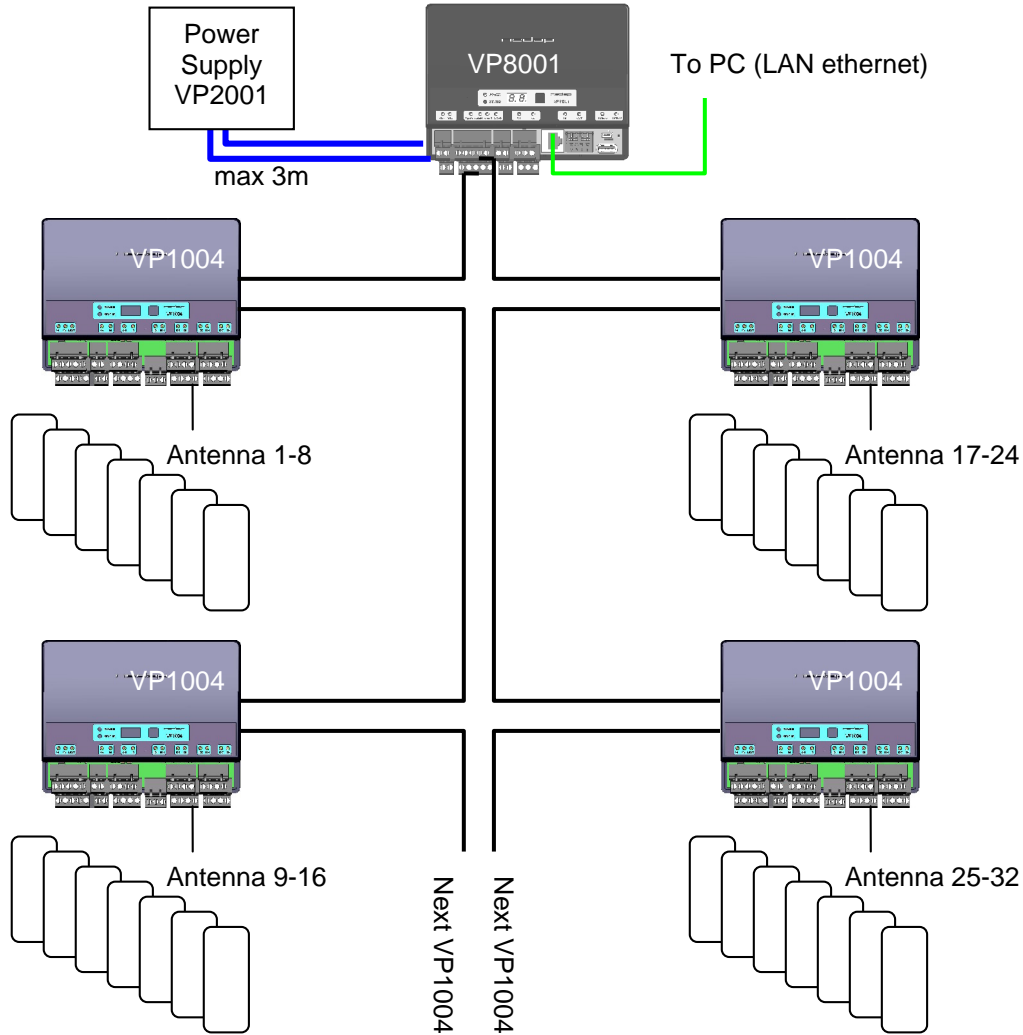 Power
Supply
VP2001
nedap
VP8001
To PC (LAN ethernet)
max 3m
VP1004
VP1004
Antenna 1-8
Antenna 17-24
VP1004
VP1004
Antenna 9-16
Antenna 25-32
Next VP1004
Next VP1004